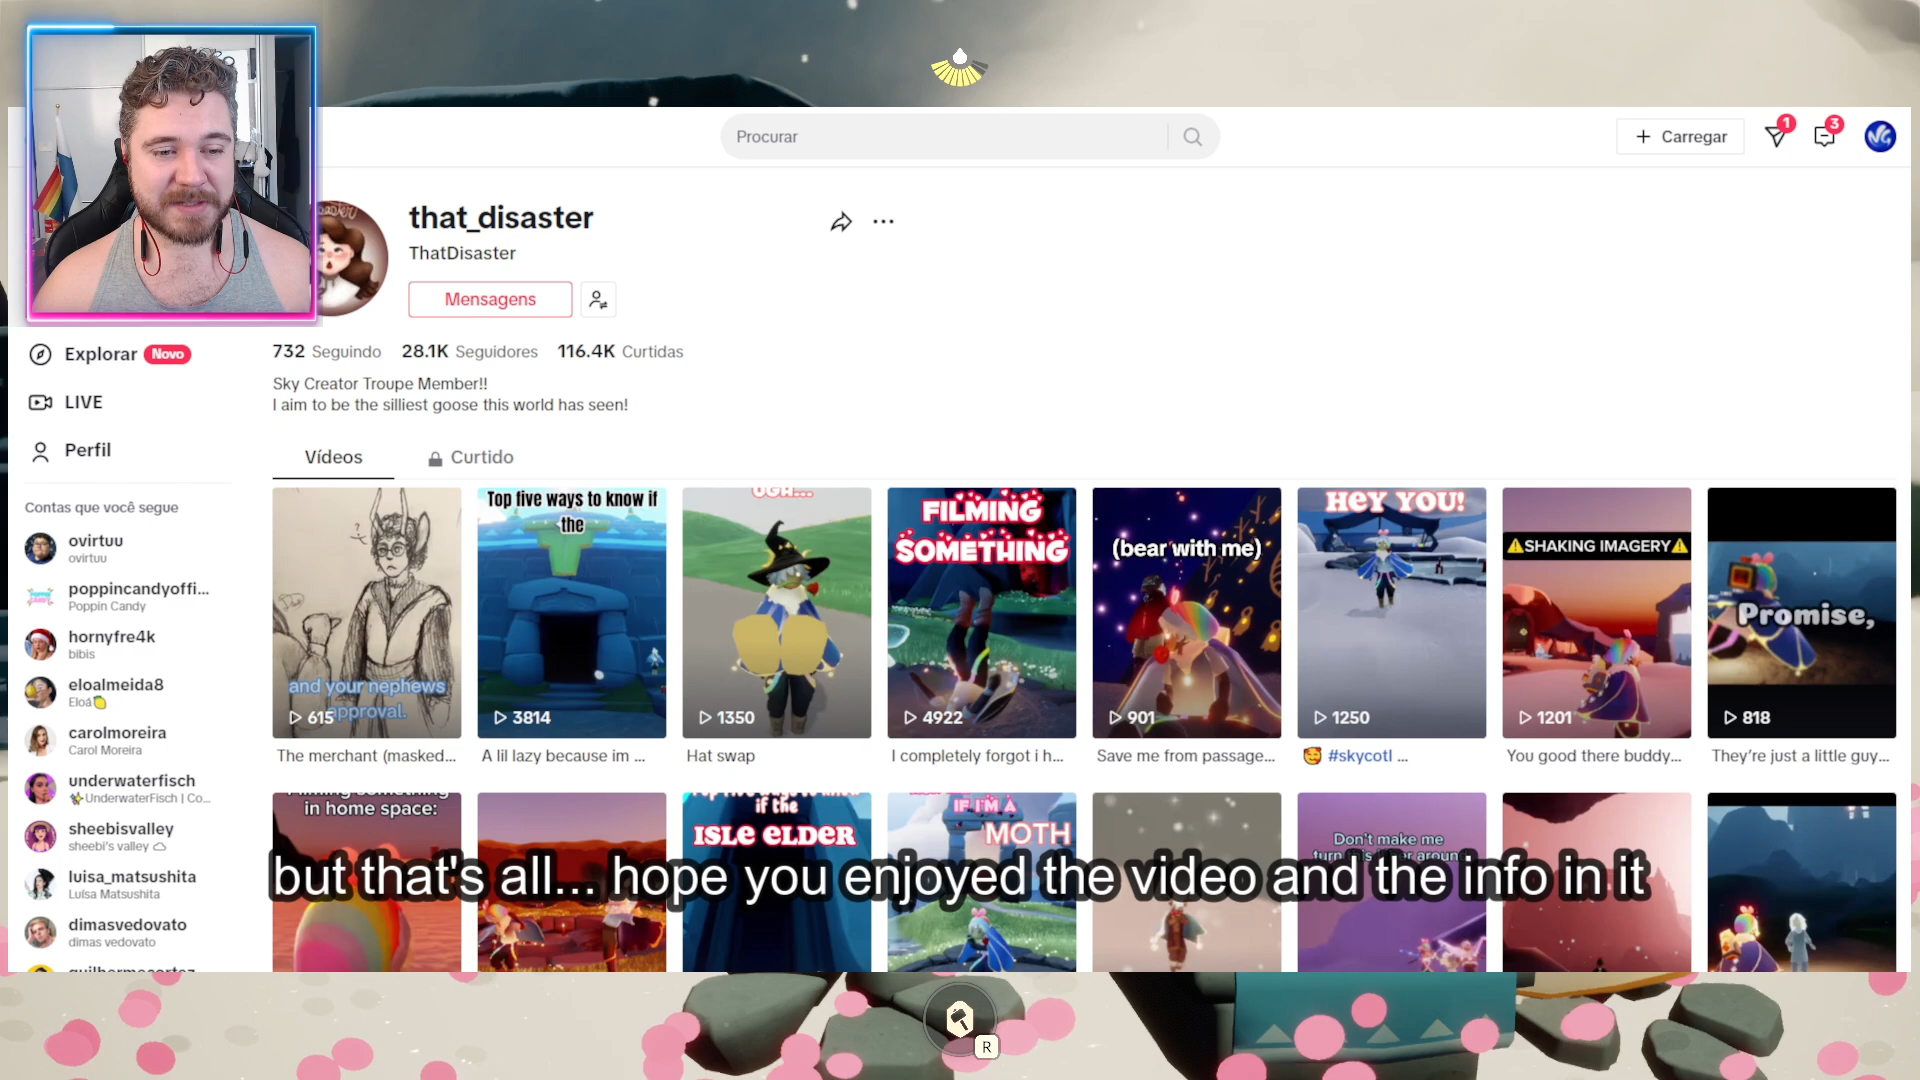 Procurar
Carregar
1
3
that_disaster
ThatDisaster
Mensagens
732 Seguindo 28.1K Seguidores 116.4K Curtidas
Sky Creator Troupe Member!!
I aim to be the silliest goose this world has seen!
Explorar Novo
LIVE
Perfil
Contas que você segue
ovirtuu
ovirtuu
poppincandyoffi...
Poppin Candy
hornyfre4k
bibis
eloalmeida8
Eloá🍋
carolmoreira
Carol Moreira
underwaterfisch
✨UnderwaterFisch | Co...
sheebisvalley
sheebi's valley
luisa_matsushita
Luísa Matsushita
dimasvedovato
dimas vedovato
guilhermecortez
Vídeos
Curtido
and your nephews
approval.
615
The merchant (masked...
Top five ways to know if
the
3814
A lil lazy because im ...
UGH...
1350
Hat swap
FILMING
SOMETHING
4922
I completely forgot i h...
(bear with me)
901
Save me from passage...
HEY YOU!
1250
🥰 #skycotl ...
⚠SHAKING IMAGERY⚠
1201
You good there buddy...
Promise,
818
They're just a little guy...
Filming something
in home space:
if the
ISLE ELDER
IF I'M A
MOTH
Don't make me
but that's all... hope you enjoyed the video and the info in it
R